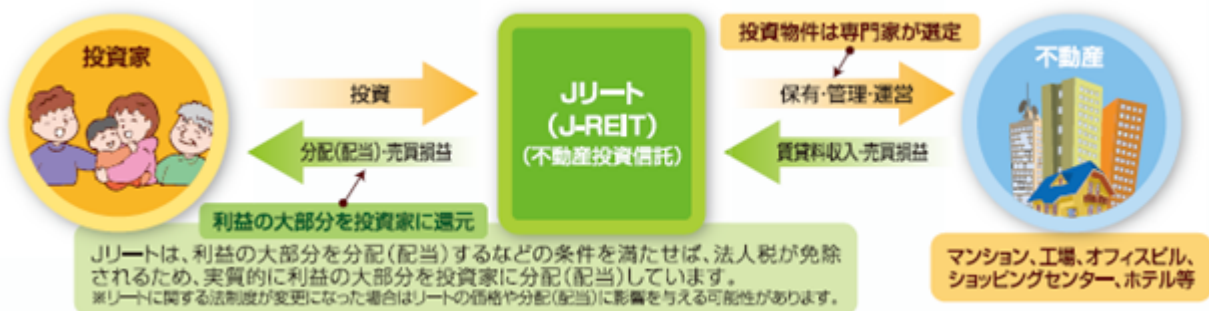 投資家
投資
分配(配当)・売買損益
利益の大部分を投資家に還元
Jリート
(J-REIT)
(不動産投資信託)
投資物件は専門家が選定
保有・管理・運営
賃貸料収入・売買損益
不動産
マンション、工場、オフィスビル、
ショッピングセンター、ホテル等
Jリートは、利益の大部分を分配(配当)するなどの条件を満たせば、法人税が免除
されるため、実質的に利益の大部分を投資家に分配(配当)しています。
※リートに関する法制度が変更になった場合はリートの価格や分配(配当)に影響を与える可能性があります。